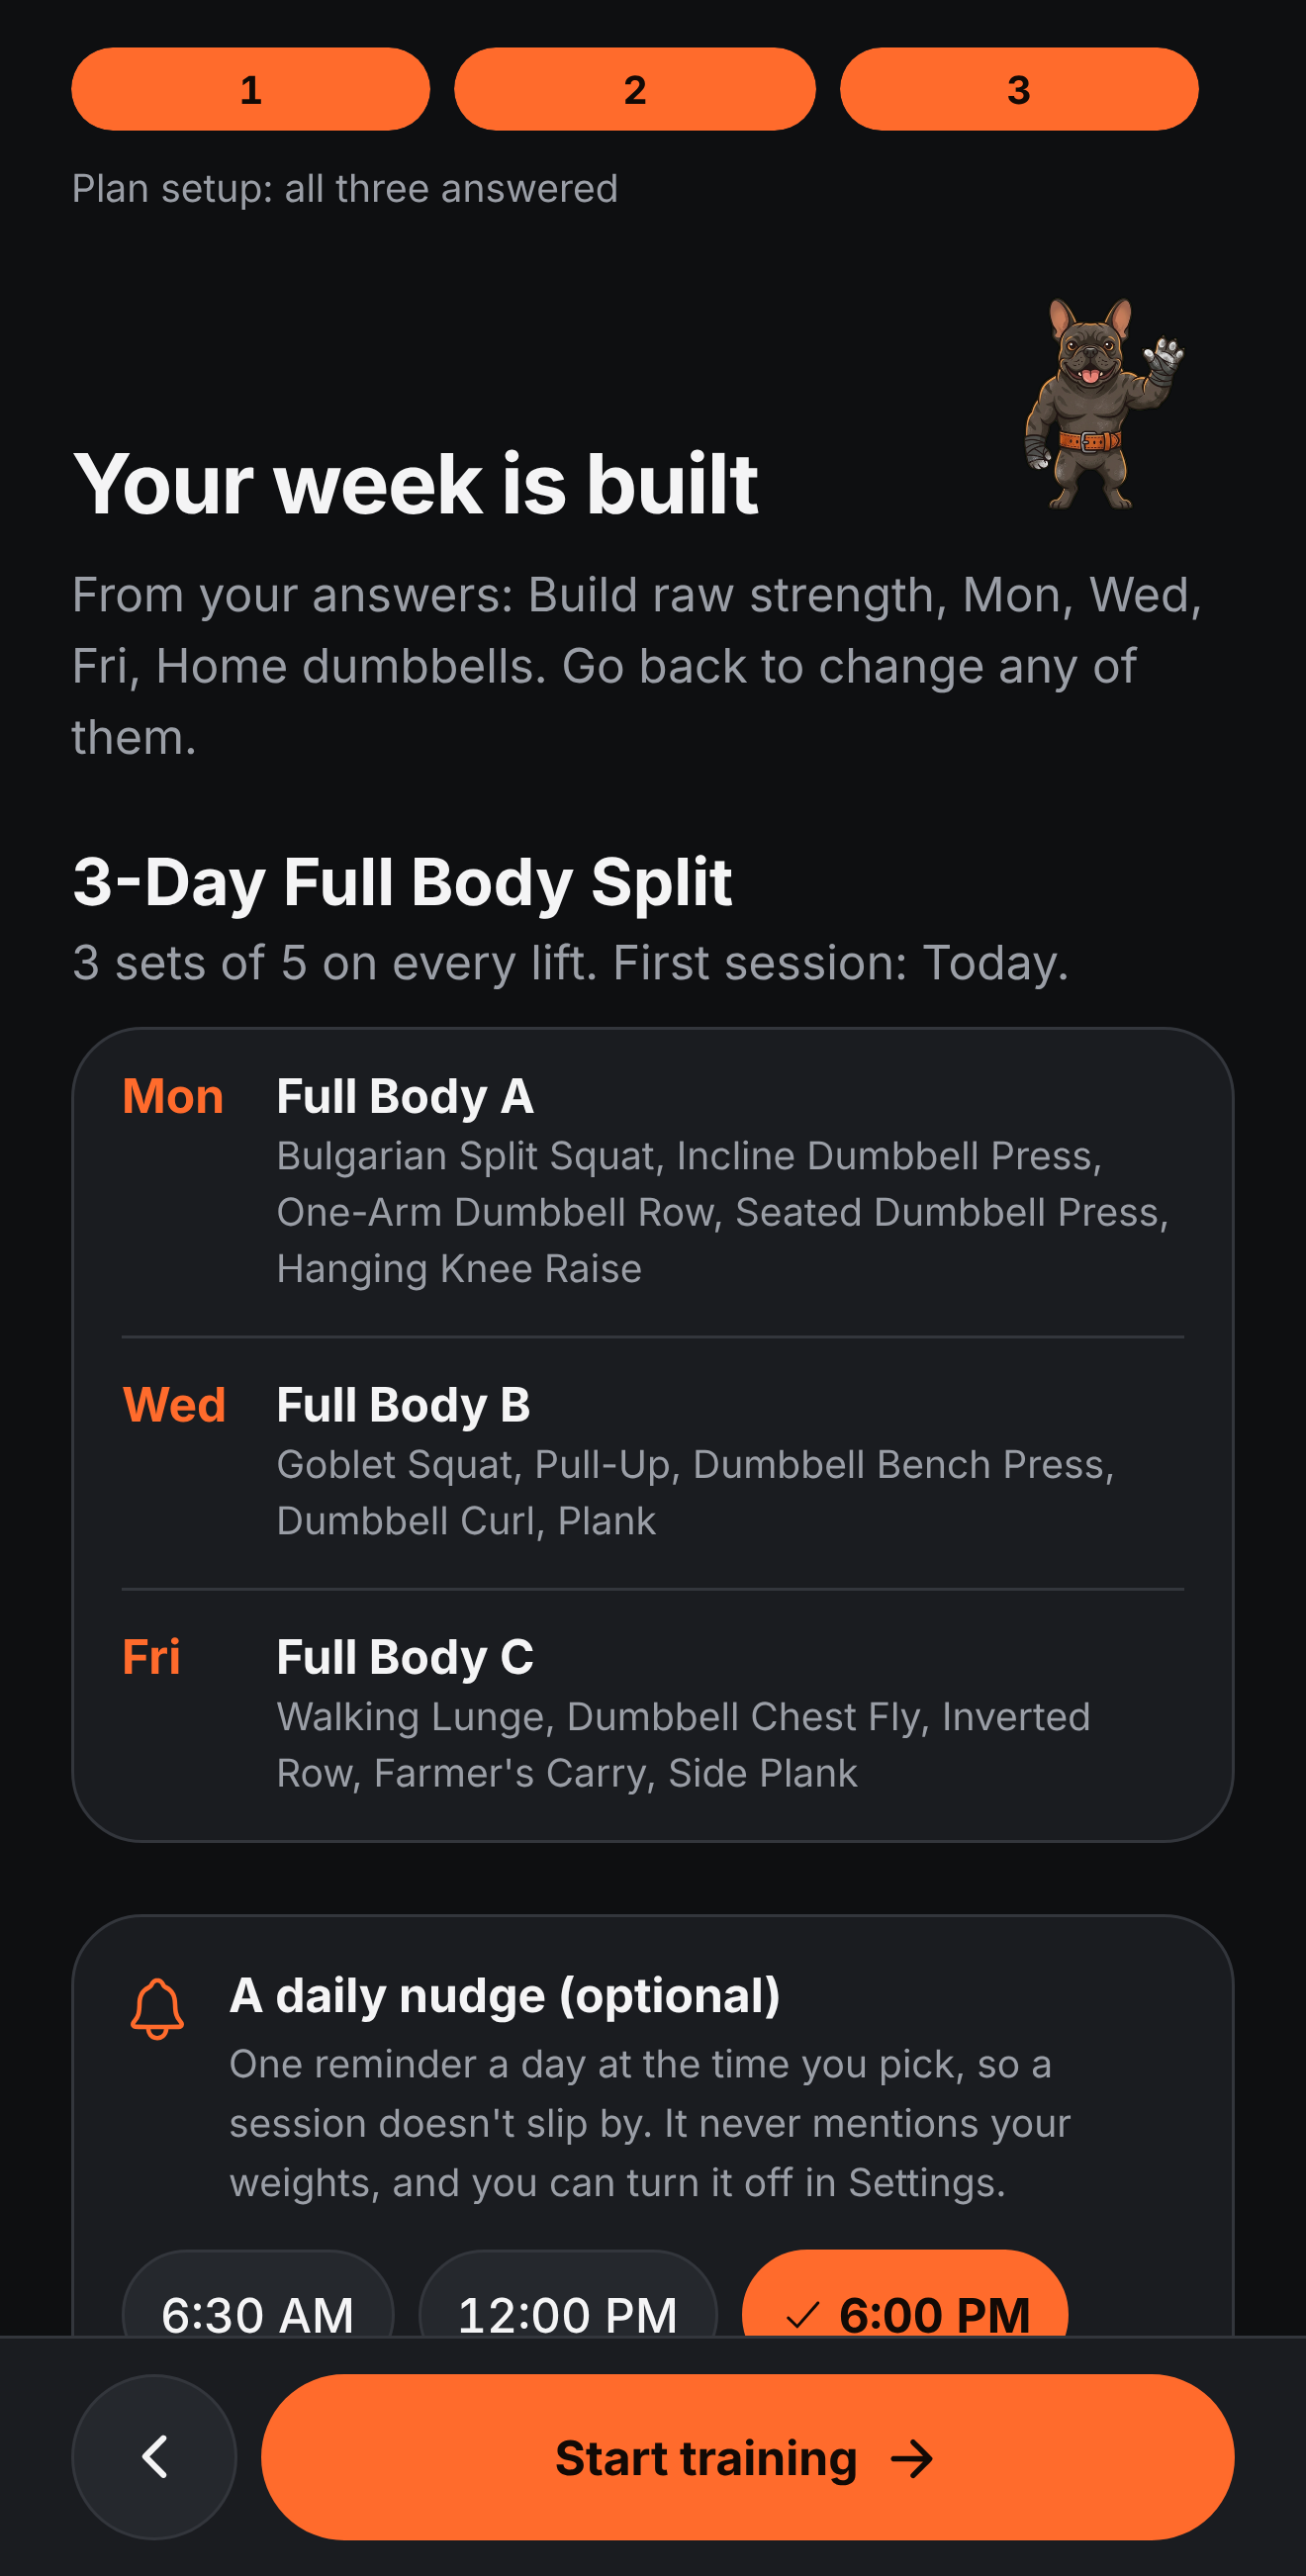 1
2
3
Plan setup: all three answered
Your week is built
From your answers: Build raw strength, Mon, Wed,
Fri, Home dumbbells. Go back to change any of
them.
3-Day Full Body Split
3 sets of 5 on every lift. First session: Today.
Mon
Full Body A
Bulgarian Split Squat, Incline Dumbbell Press,
One-Arm Dumbbell Row, Seated Dumbbell Press,
Hanging Knee Raise
Wed
Full Body B
Goblet Squat, Pull-Up, Dumbbell Bench Press,
Dumbbell Curl, Plank
Fri
Full Body C
Walking Lunge, Dumbbell Chest Fly, Inverted
Row, Farmer's Carry, Side Plank
A daily nudge (optional)
One reminder a day at the time you pick, so a
session doesn't slip by. It never mentions your
weights, and you can turn it off in Settings.
6:30 AM
12:00 PM
6:00 PM
Start training